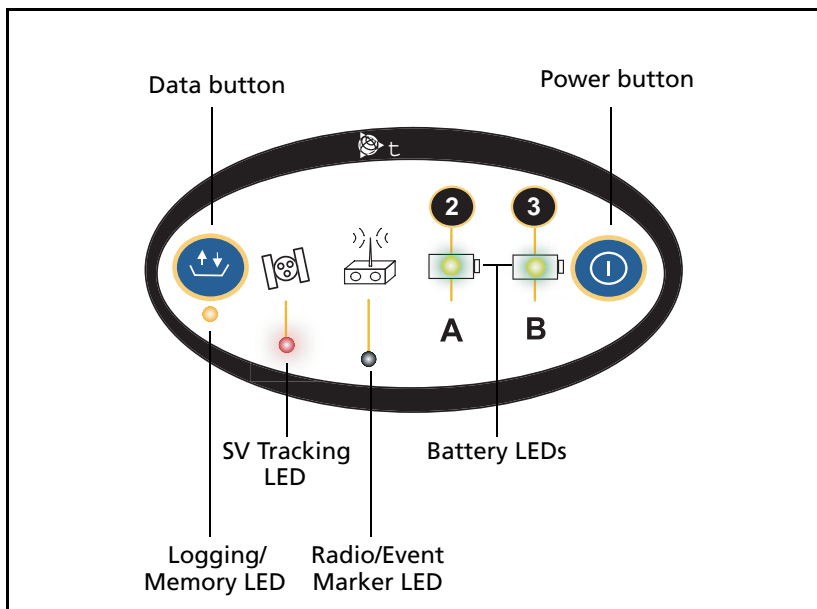 Data button
Power button
t
2
3
A
B
SV Tracking
LED
Battery LEDs
Logging/
Memory LED
Radio/Event
Marker LED